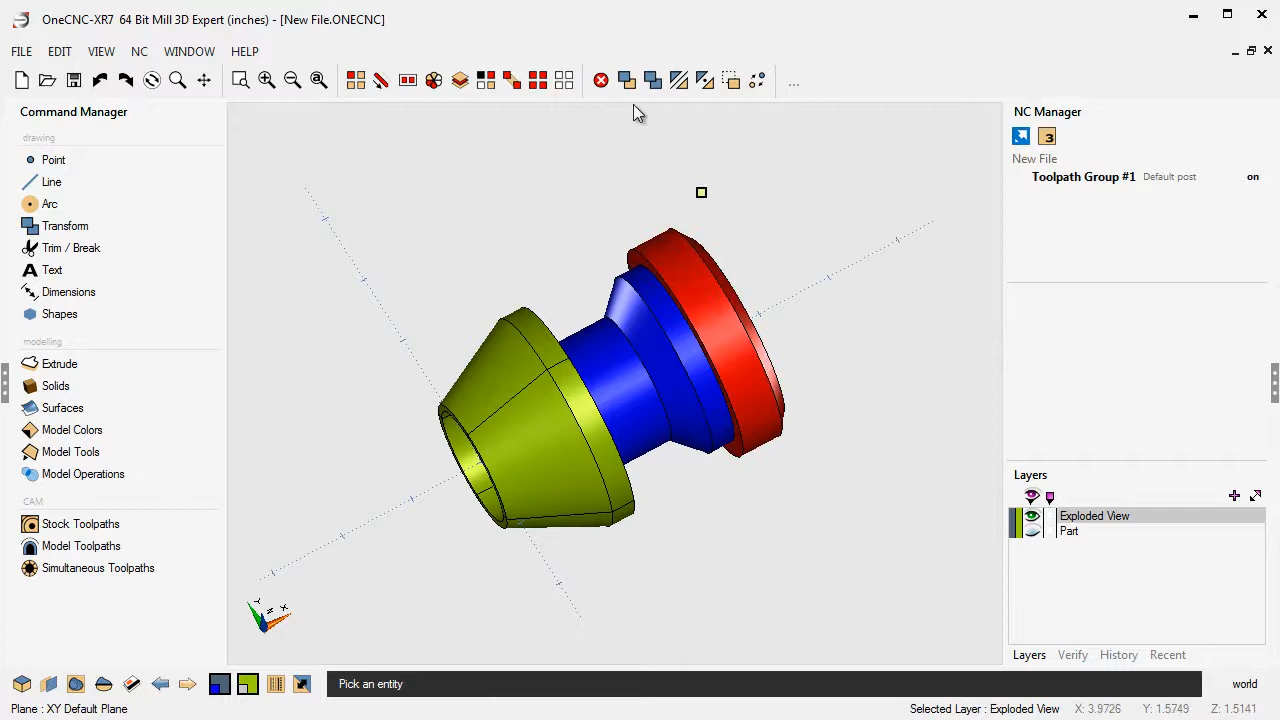 OneCNC-XR7 64 Bit Mill 3D Expert (inches) - [New File.ONECNC]
FILE EDIT VIEW NC WINDOW HELP
...
Command Manager
drawing
Point
Line
Arc
Transform
Trim / Break
A Text
Dimensions
Shapes
modelling
Extrude
Solids
Surfaces
Model Colors
Model Tools
Model Operations
CAM
Stock Toolpaths
Model Toolpaths
Simultaneous Toolpaths
Y Z X
NC Manager
3
New File
Toolpath Group #1 Default post on
Layers
Exploded View
Part
Layers Verify History Recent
Pick an entity
world
Plane : XY Default Plane
Selected Layer : Exploded View X: 3.9726 Y: 1.5749 Z: 1.5141